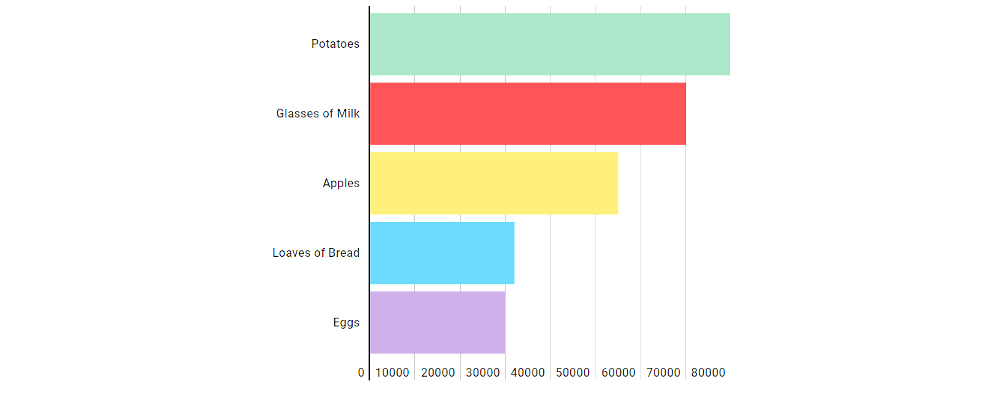 Potatoes
Glasses of Milk
Apples
Loaves of Bread
Eggs
0 10000 20000 30000 40000 50000 60000 70000 80000